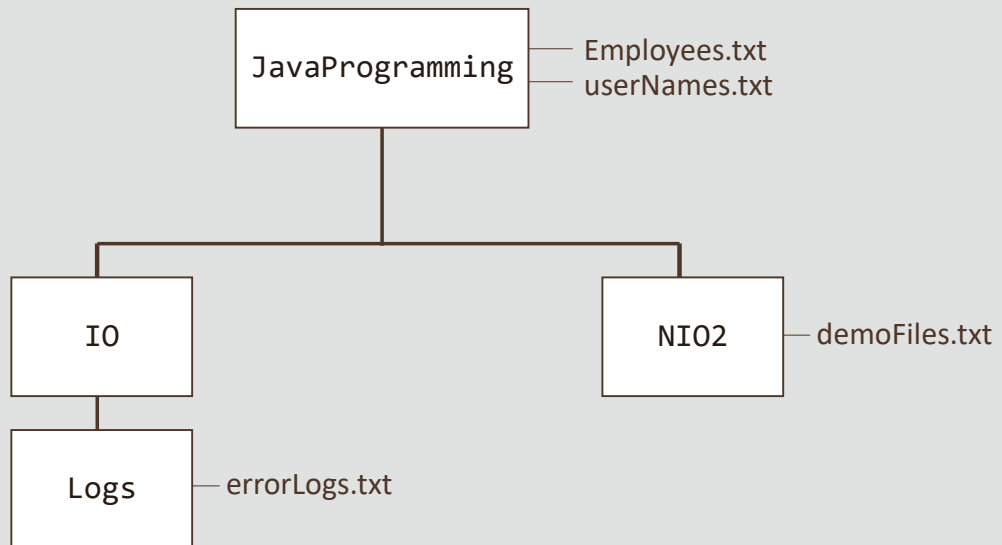 JavaProgramming
Employees.txt
userNames.txt
IO
NIO2
demoFiles.txt
Logs
errorLogs.txt